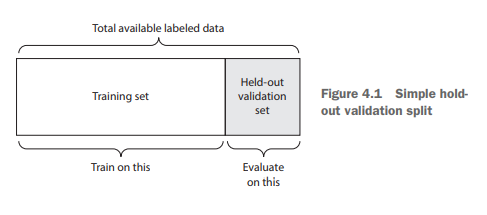 Total available labeled data
Training set
Held-out
validation
set
Train on this
Evaluate
on this
Figure 4.1 Simple hold-
out validation split